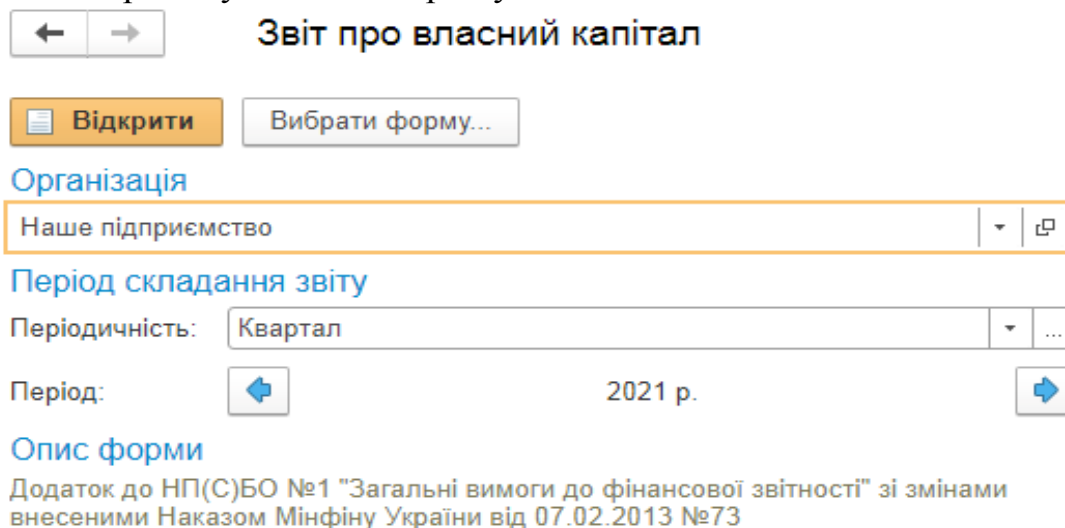 Звіт про власний капітал
Відкрити Вибрати форму...
Організація
Наше підприємство
Період складання звіту
Періодичність: Квартал ...
Період: 2021 р.
Опис форми
Додаток до НП(С)БО №1 "Загальні вимоги до фінансової звітності" зі змінами
внесеними Наказом Мінфіну України від 07.02.2013 №73